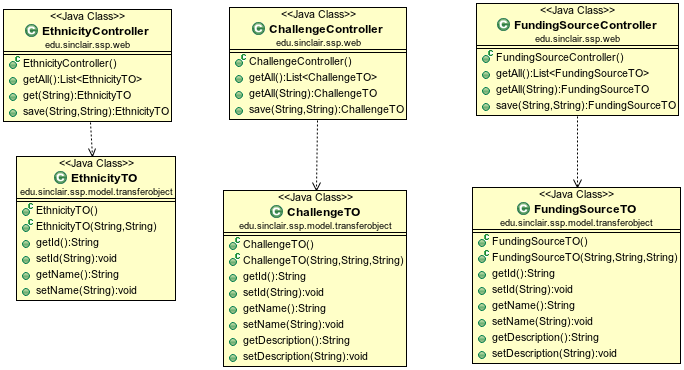 <<Java Class>>
EthnicityController
edu.sinclair.ssp.web
EthnicityController()
getAll():List<EthnicityTO>
get(String):EthnicityTO
save(String,String):EthnicityTO
<<Java Class>>
ChallengeController
edu.sinclair.ssp.web
ChallengeController()
getAll():List<ChallengeTO>
getAll(String):ChallengeTO
save(String,String):ChallengeTO
<<Java Class>>
FundingSourceController
edu.sinclair.ssp.web
FundingSourceController()
getAll():List<FundingSourceTO>
getAll(String):FundingSourceTO
save(String,String):FundingSourceTO
<<Java Class>>
EthnicityTO
edu.sinclair.ssp.model.transferobject
EthnicityTO()
EthnicityTO(String,String)
getId():String
setId(String):void
getName():String
setName(String):void
<<Java Class>>
ChallengeTO
edu.sinclair.ssp.model.transferobject
ChallengeTO()
ChallengeTO(String,String,String)
getId():String
setId(String):void
getName():String
setName(String):void
getDescription():String
setDescription(String):void
<<Java Class>>
FundingSourceTO
edu.sinclair.ssp.model.transferobject
FundingSourceTO()
FundingSourceTO(String,String,String)
getId():String
setId(String):void
getName():String
setName(String):void
getDescription():String
setDescription(String):void